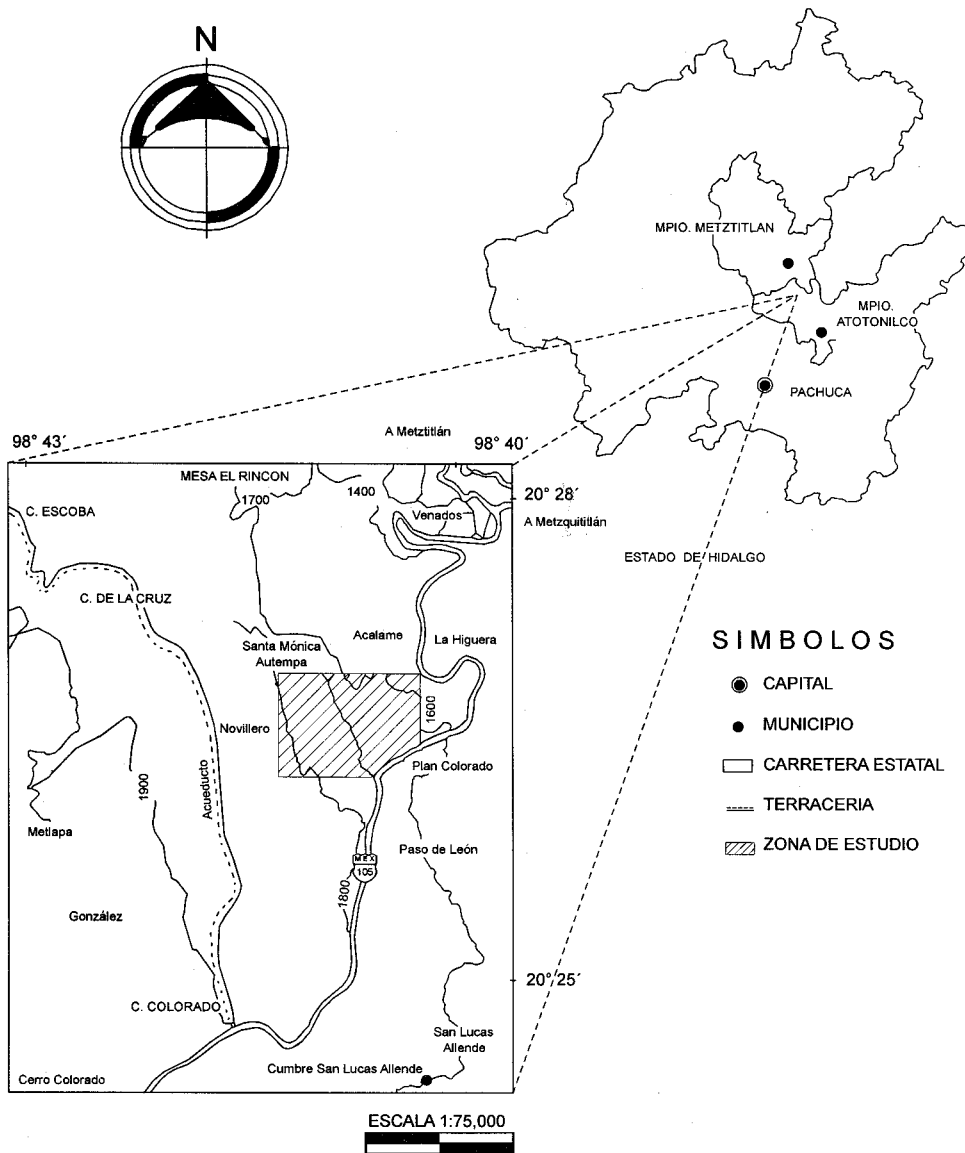 N
MPIO. METZTITLAN
MPIO.
ATOTONILCO
PACHUCA
ESTADO DE HIDALGO
98° 43´
A Metztitlán
98° 40´
20° 28´
A Metzquititlán
MESA EL RINCON
1700
1400
C. ESCOBA
Venados
C. DE LA CRUZ
Acalame
La Higuera
Santa Mónica
Autempa
1600
Novillero
Plan Colorado
1900
Acueducto
Metlapa
Paso de León
MEX
105
1800
González
20° 25´
C. COLORADO
San Lucas
Allende
Cumbre San Lucas Allende
Cerro Colorado
ESCALA 1:75,000
SIMBOLOS
CAPITAL
MUNICIPIO
CARRETERA ESTATAL
TERRACERIA
ZONA DE ESTUDIO